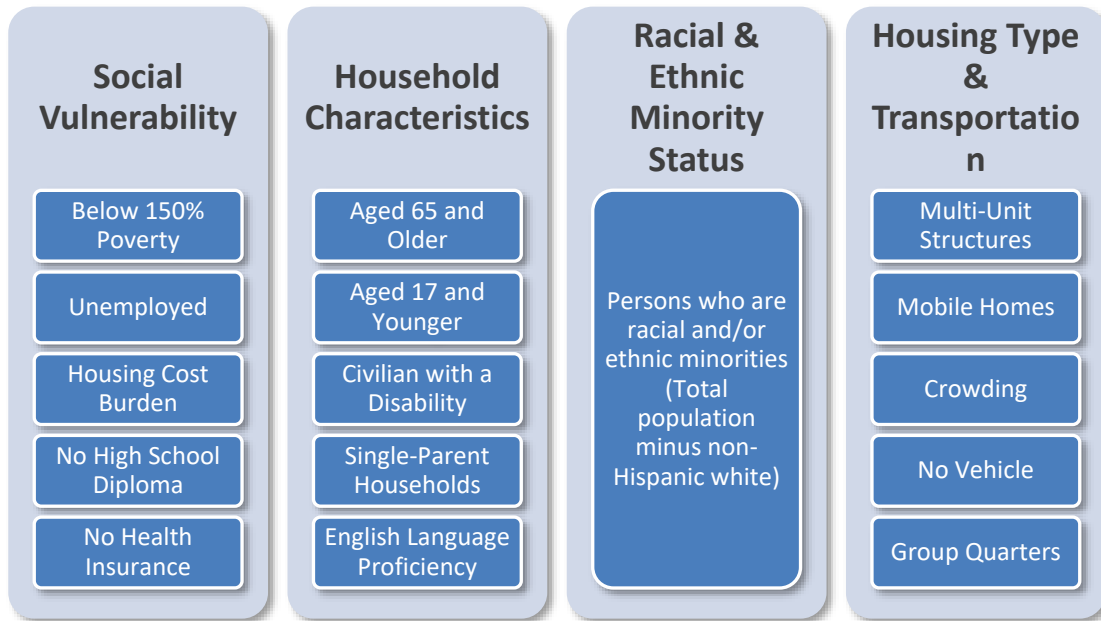 Social
Vulnerability
Below 150%
Poverty
Unemployed
Housing Cost
Burden
No High School
Diploma
No Health
Insurance
Household
Characteristics
Aged 65 and
Older
Aged 17 and
Younger
Civilian with a
Disability
Single-Parent
Households
English Language
Proficiency
Racial &
Ethnic
Minority
Status
Persons who are
racial and/or
ethnic minorities
(Total
population
minus non-
Hispanic white)
Housing Type
&
Transportatio
n
Multi-Unit
Structures
Mobile Homes
Crowding
No Vehicle
Group Quarters